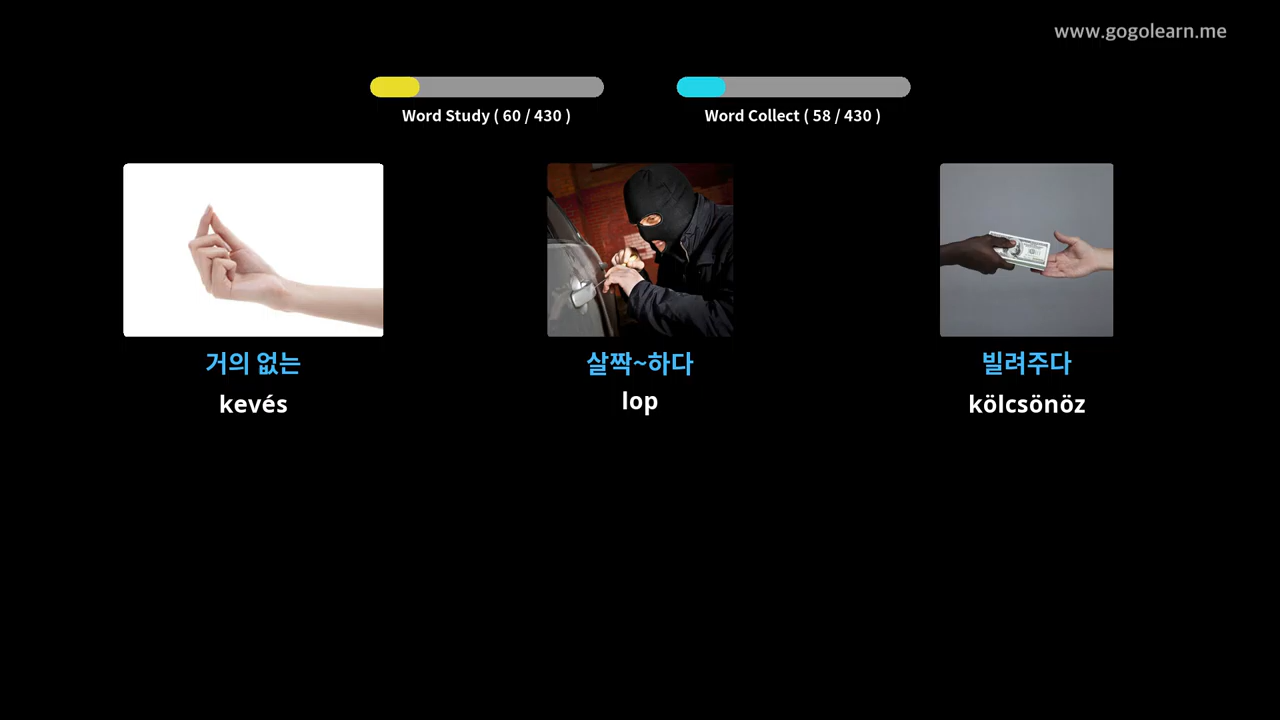 www.gogolearn.me
Word Study ( 60 / 430 )
Word Collect ( 58 / 430 )
거의 없는
살짝~하다
빌려주다
kevés
lop
kölcsönöz